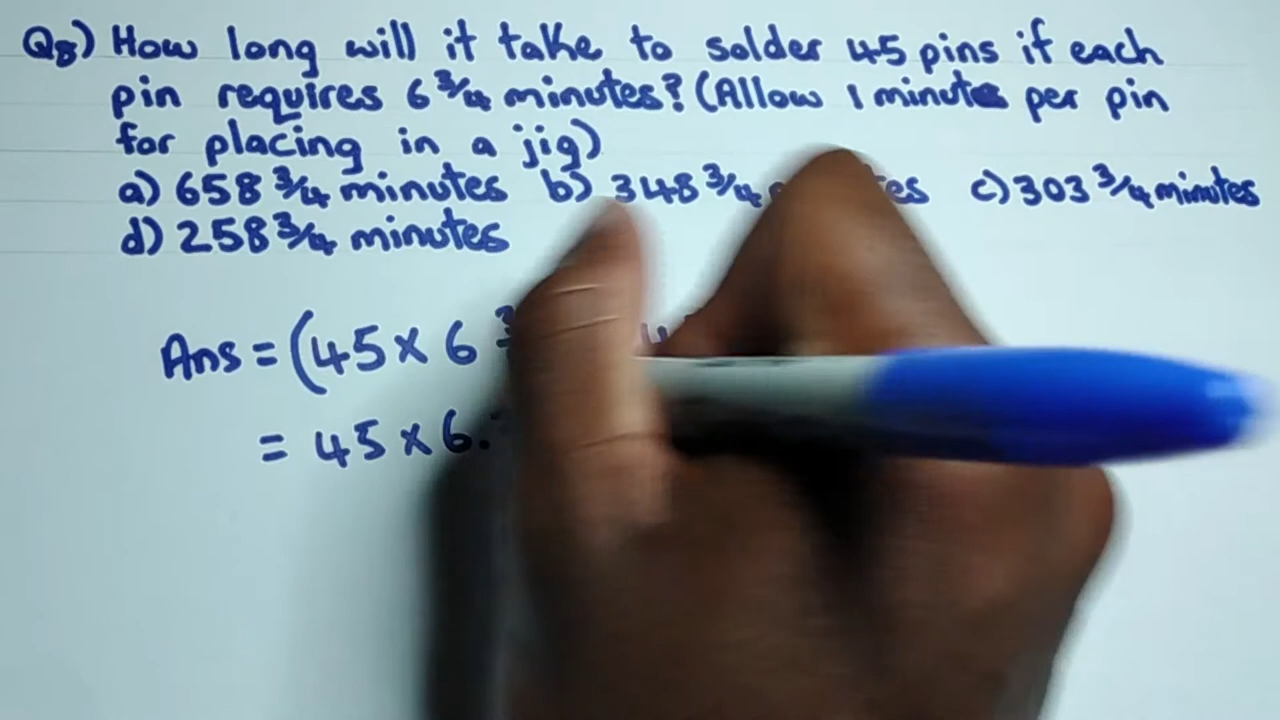 Q8) How long will it take to solder 45 pins if each
pin requires 6 3/4 minutes? (Allow 1 minute per pin
for placing in a jig)
a) 658 3/4 minutes b) 348 3/4 c) 303 3/4 minutes
d) 258 3/4 minutes
Ans = (45 × 6
= 45 × 6.